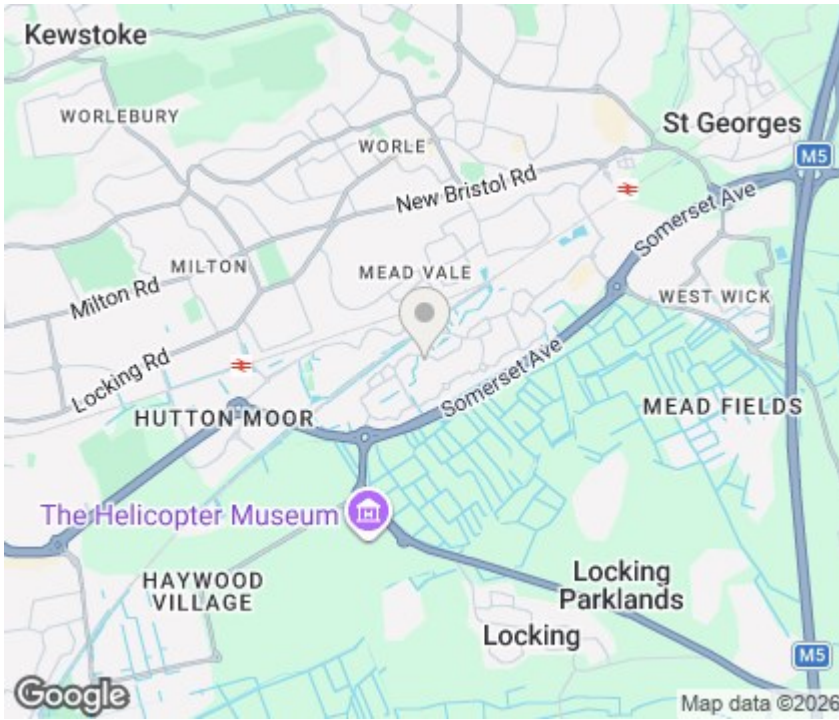 Kewstoke
WORLEBURY
WORLE
St Georges
M5
New Bristol Rd
Somerset Ave
MILTON
MEAD VALE
Milton Rd
WEST WICK
Locking Rd
Somerset Ave
HUTTON MOOR
MEAD FIELDS
The Helicopter Museum
HAYWOOD
VILLAGE
Locking
Parklands
Locking
M5
Google
Map data ©2026